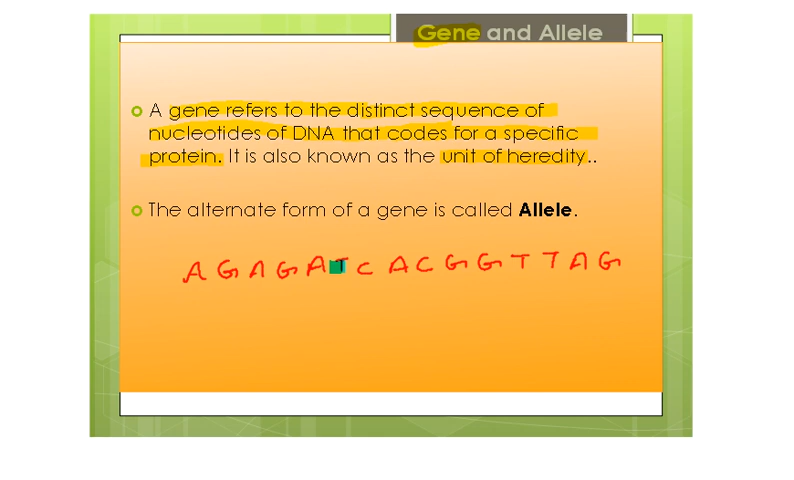 Gene and Allele
A gene refers to the distinct sequence of
nucleotides of DNA that codes for a specific
protein. It is also known as the unit of heredity..
The alternate form of a gene is called Allele.
A G A G A T C A C G G T T A G